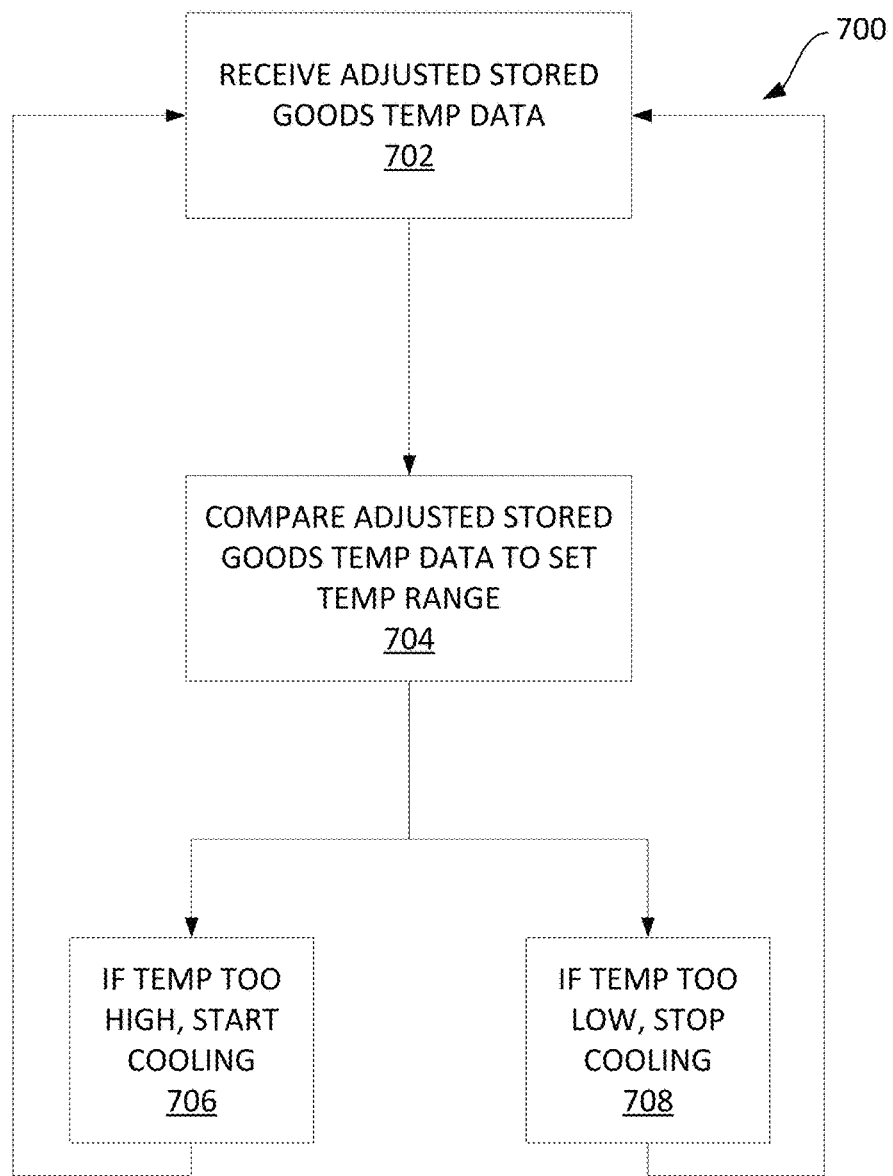 700
RECEIVE ADJUSTED STORED
GOODS TEMP DATA
702
COMPARE ADJUSTED STORED
GOODS TEMP DATA TO SET
TEMP RANGE
704
IF TEMP TOO
HIGH, START
COOLING
706
IF TEMP TOO
LOW, STOP
COOLING
708